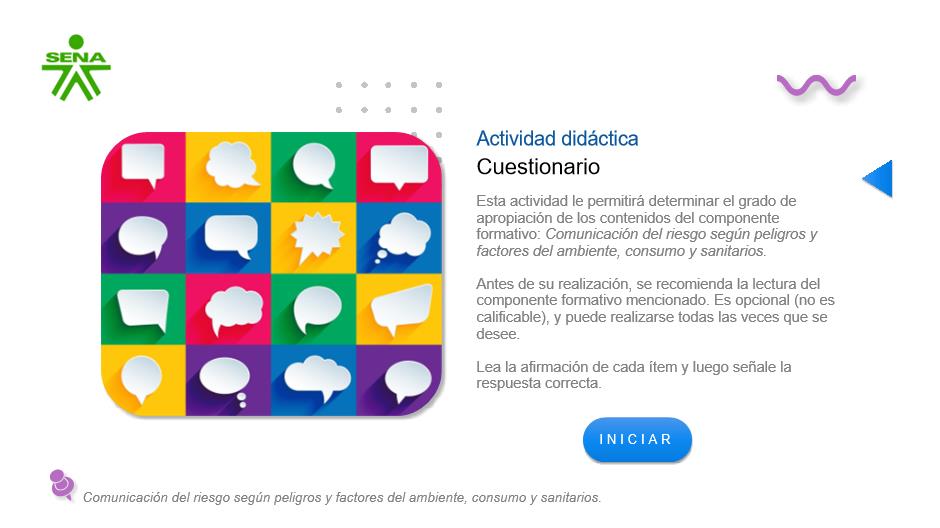 SENA
Actividad didáctica
Cuestionario
Esta actividad le permitirá determinar el grado de
apropiación de los contenidos del componente
formativo: Comunicación del riesgo según peligros y
factores del ambiente, consumo y sanitarios.
Antes de su realización, se recomienda la lectura del
componente formativo mencionado. Es opcional (no es
calificable), y puede realizarse todas las veces que se
desee.
Lea la afirmación de cada ítem y luego señale la
respuesta correcta.
INICIAR
Comunicación del riesgo según peligros y factores del ambiente, consumo y sanitarios.